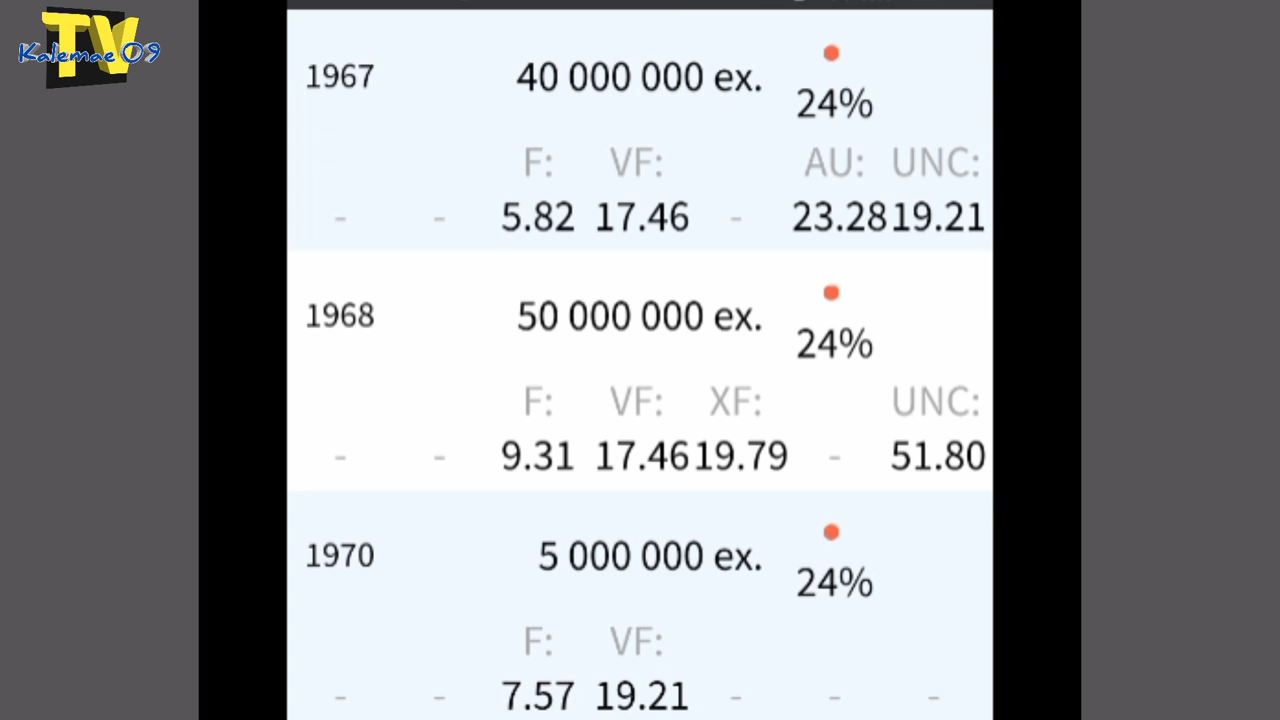 TV
Kalemae 09
1967 40 000 000 ex. 24%
F: VF: AU: UNC:
- - 5.82 17.46 - 23.28 19.21
1968 50 000 000 ex. 24%
F: VF: XF: UNC:
- - 9.31 17.46 19.79 - 51.80
1970 5 000 000 ex. 24%
F: VF:
- - 7.57 19.21 - - -